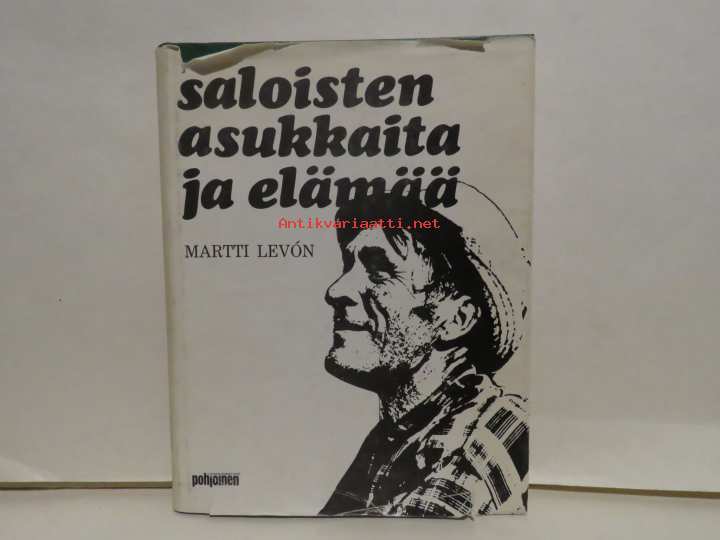 saloisten
asukkaita
ja elämää
Antikvariaatti.net
MARTTI LEVÓN
pohjoinen